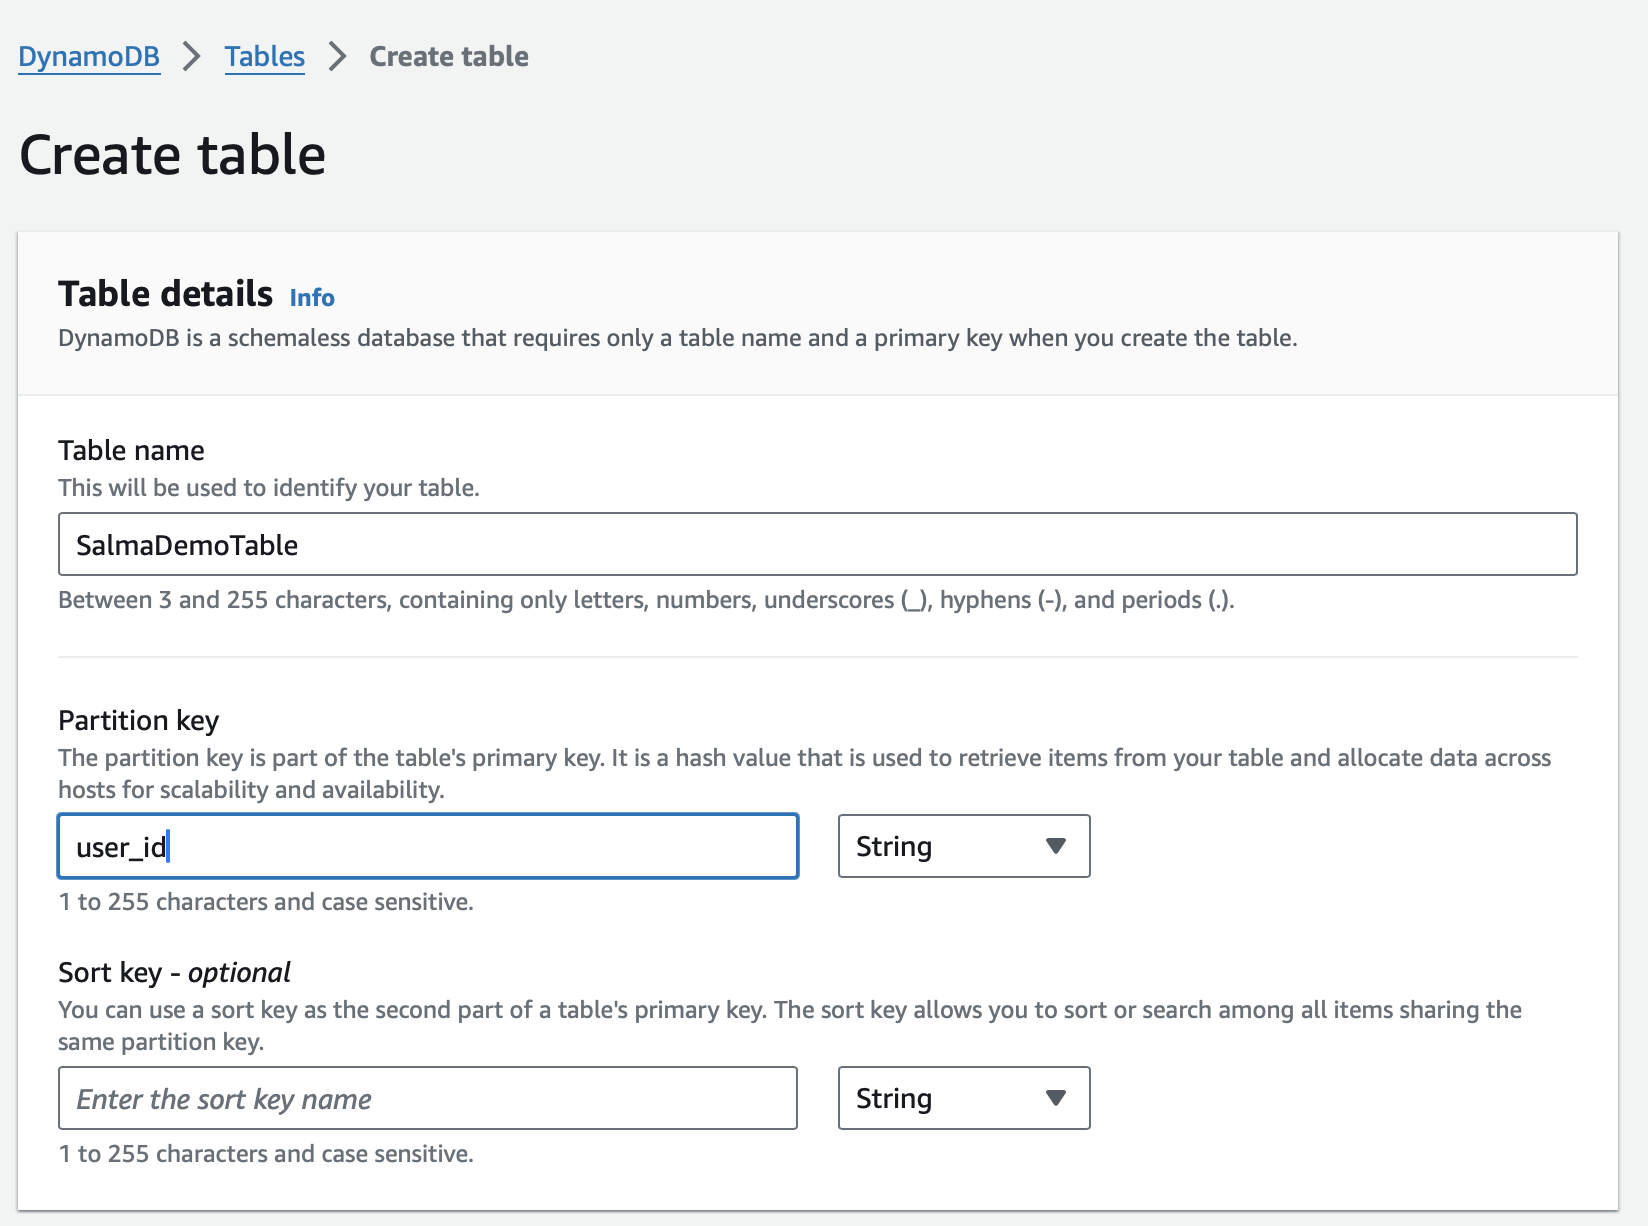 DynamoDB > Tables > Create table
Create table
Table details Info
DynamoDB is a schemaless database that requires only a table name and a primary key when you create the table.
Table name
This will be used to identify your table.
SalmaDemoTable
Between 3 and 255 characters, containing only letters, numbers, underscores (_), hyphens (-), and periods (.).
Partition key
The partition key is part of the table's primary key. It is a hash value that is used to retrieve items from your table and allocate data across
hosts for scalability and availability.
user_id String
1 to 255 characters and case sensitive.
Sort key - optional
You can use a sort key as the second part of a table's primary key. The sort key allows you to sort or search among all items sharing the
same partition key.
Enter the sort key name String
1 to 255 characters and case sensitive.